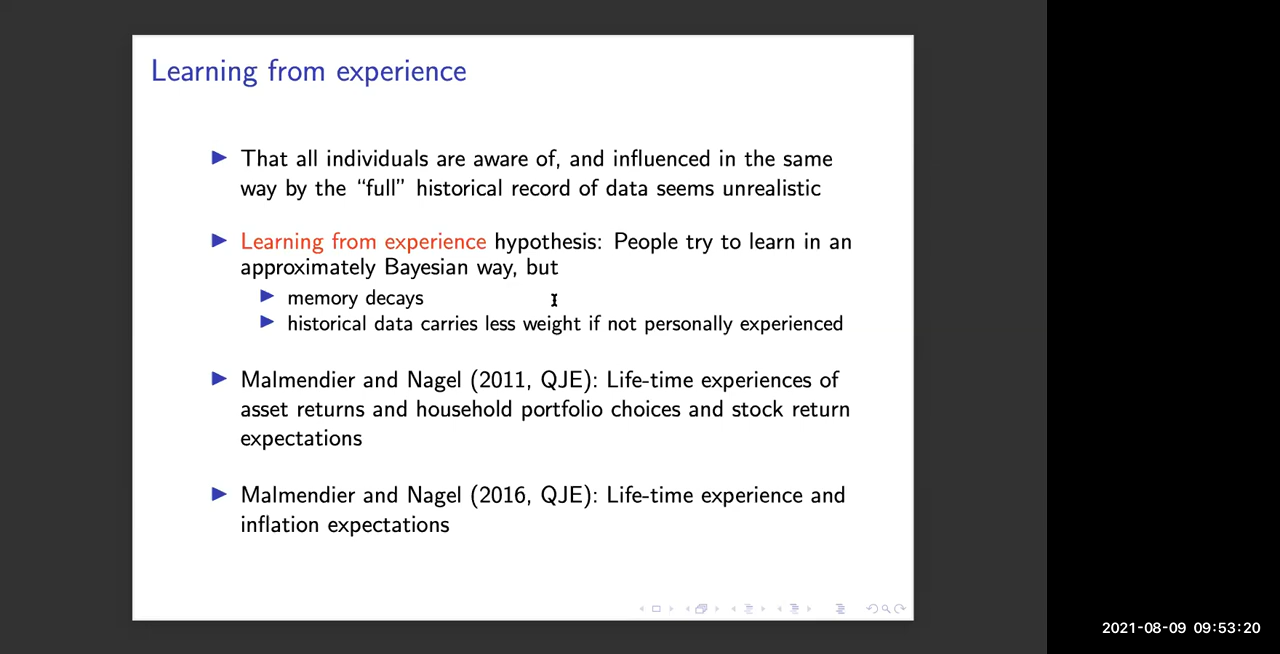 Learning from experience
That all individuals are aware of, and influenced in the same
way by the “full” historical record of data seems unrealistic
Learning from experience hypothesis: People try to learn in an
approximately Bayesian way, but
memory decays
historical data carries less weight if not personally experienced
Malmendier and Nagel (2011, QJE): Life-time experiences of
asset returns and household portfolio choices and stock return
expectations
Malmendier and Nagel (2016, QJE): Life-time experience and
inflation expectations
2021-08-09 09:53:20